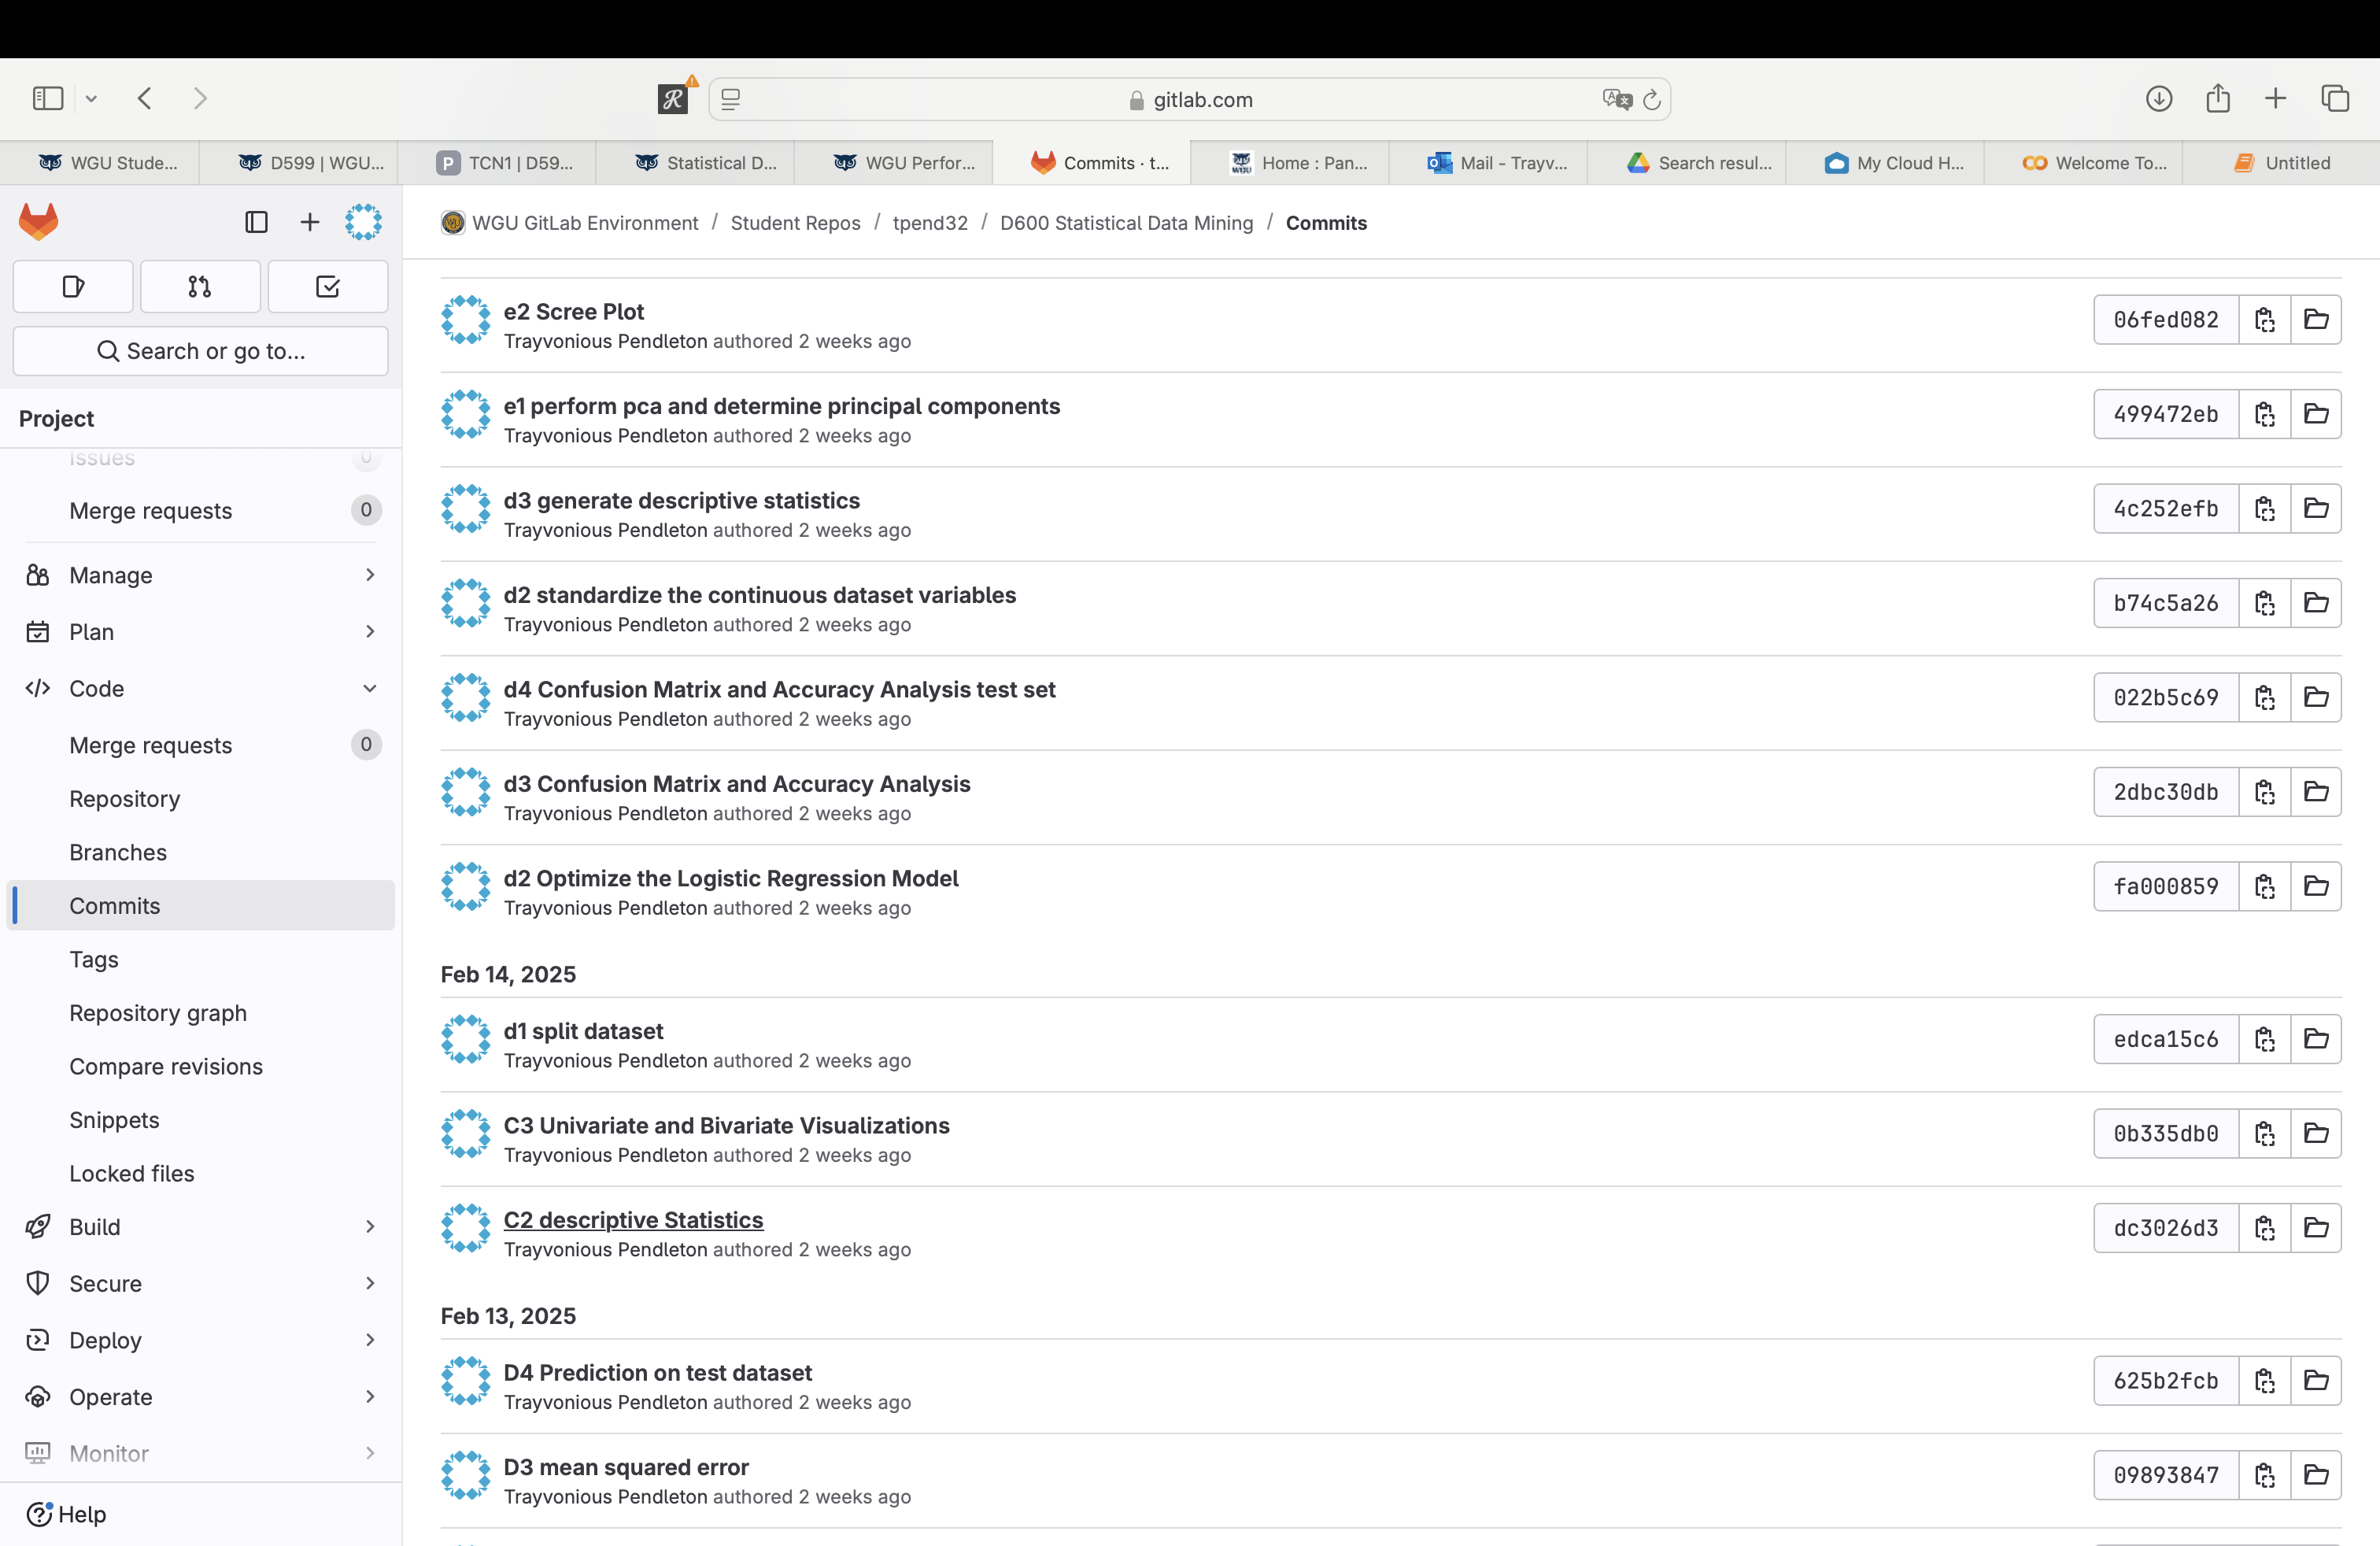 gitlab.com
WGU Stude...
D599 | WGU...
P TCN1 | D59...
Statistical D...
WGU Perfor...
Commits · t...
Home : Pan...
Mail - Trayv...
Search resul...
My Cloud H...
Welcome To...
Untitled
WGU GitLab Environment / Student Repos / tpend32 / D600 Statistical Data Mining / Commits
Search or go to...
Project
Issues 0
Merge requests 0
Manage
Plan
Code
Merge requests 0
Repository
Branches
Commits
Tags
Repository graph
Compare revisions
Snippets
Locked files
Build
Secure
Deploy
Operate
Monitor
Help
e2 Scree Plot
Trayvonious Pendleton authored 2 weeks ago
06fed082
e1 perform pca and determine principal components
Trayvonious Pendleton authored 2 weeks ago
499472eb
d3 generate descriptive statistics
Trayvonious Pendleton authored 2 weeks ago
4c252efb
d2 standardize the continuous dataset variables
Trayvonious Pendleton authored 2 weeks ago
b74c5a26
d4 Confusion Matrix and Accuracy Analysis test set
Trayvonious Pendleton authored 2 weeks ago
022b5c69
d3 Confusion Matrix and Accuracy Analysis
Trayvonious Pendleton authored 2 weeks ago
2dbc30db
d2 Optimize the Logistic Regression Model
Trayvonious Pendleton authored 2 weeks ago
fa000859
Feb 14, 2025
d1 split dataset
Trayvonious Pendleton authored 2 weeks ago
edca15c6
C3 Univariate and Bivariate Visualizations
Trayvonious Pendleton authored 2 weeks ago
0b335db0
C2 descriptive Statistics
Trayvonious Pendleton authored 2 weeks ago
dc3026d3
Feb 13, 2025
D4 Prediction on test dataset
Trayvonious Pendleton authored 2 weeks ago
625b2fcb
D3 mean squared error
Trayvonious Pendleton authored 2 weeks ago
09893847